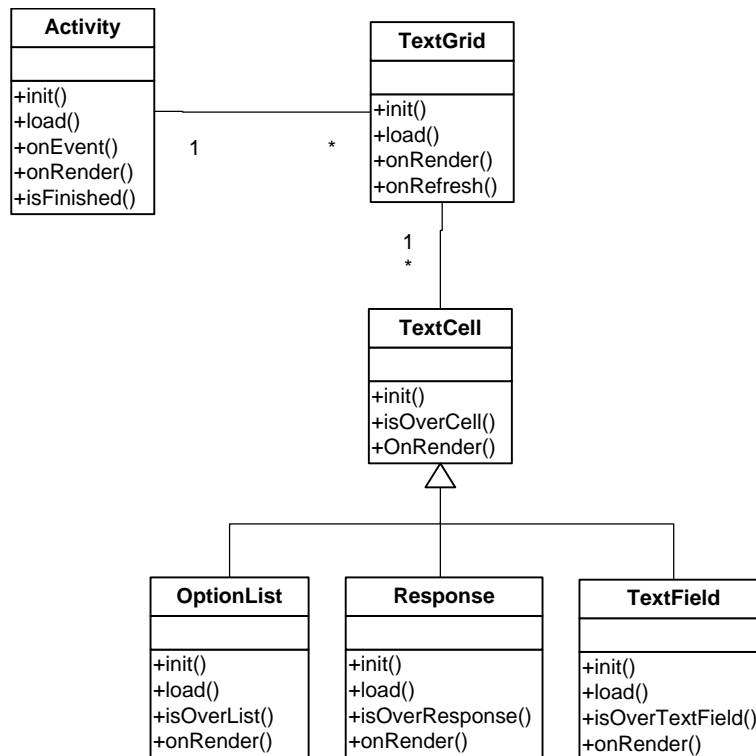 Activity
+init()
+load()
+onEvent()
+onRender()
+isFinished()
TextGrid
+init()
+load()
+onRender()
+onRefresh()
1
*
1
*
TextCell
+init()
+isOverCell()
+OnRender()
OptionList
+init()
+load()
+isOverList()
+onRender()
Response
+init()
+load()
+isOverResponse()
+onRender()
TextField
+init()
+load()
+isOverTextField()
+onRender()